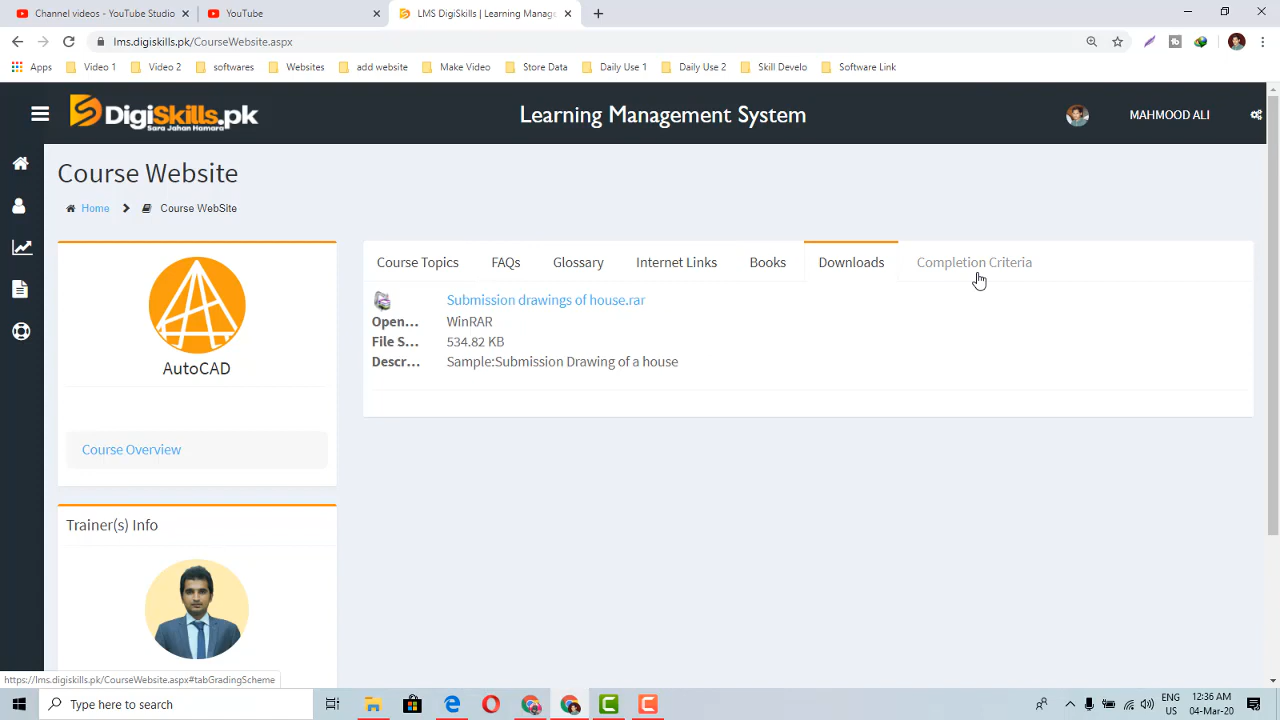 Channel videos - YouTube Studio
YouTube
LMS DigiSkills | Learning Manage
lms.digiskills.pk/CourseWebsite.aspx
Apps
Video 1
Video 2
softwares
Websites
add website
Make Video
Store Data
Daily Use 1
Daily Use 2
Skill Develo
Software Link
DigiSkills.pk
Sara Jahan Hamara
Learning Management System
MAHMOOD ALI
Course Website
Home
Course WebSite
AutoCAD
Course Overview
Trainer(s) Info
Course Topics
FAQs
Glossary
Internet Links
Books
Downloads
Completion Criteria
Submission drawings of house.rar
Open... WinRAR
File S... 534.82 KB
Descr... Sample:Submission Drawing of a house
https://lms.digiskills.pk/CourseWebsite.aspx#tabGradingScheme
Type here to search
ENG
US
12:36 AM
04-Mar-20